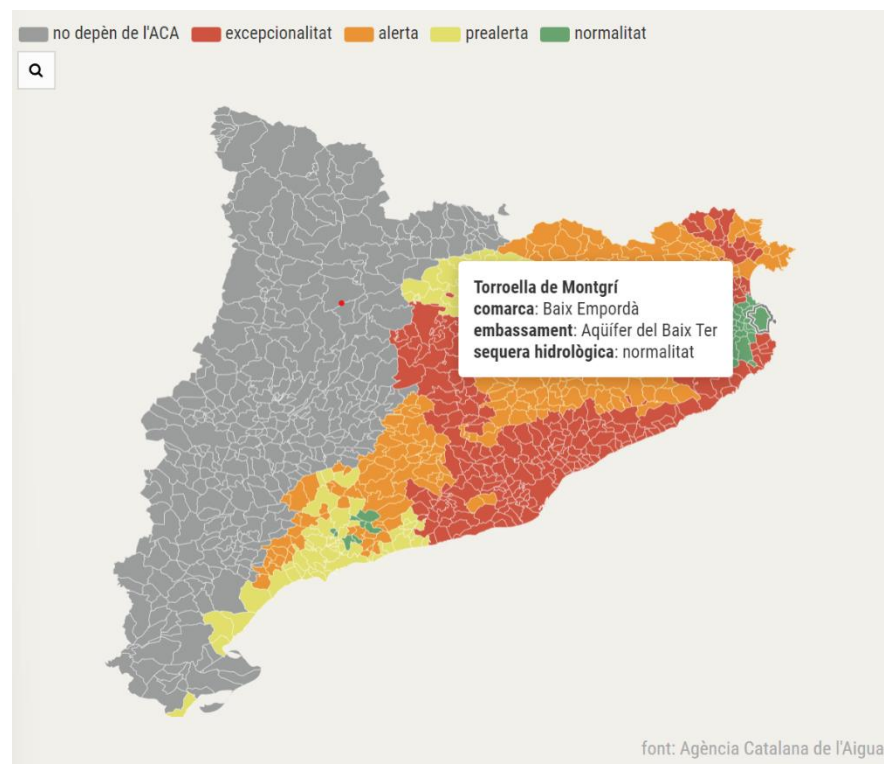 no depèn de l'ACA excepcionalitat alerta prealerta normalitat
Torroella de Montgrí
comarca: Baix Empordà
embassament: Aqüífer del Baix Ter
sequera hidrològica: normalitat
font: Agència Catalana de l'Aigua